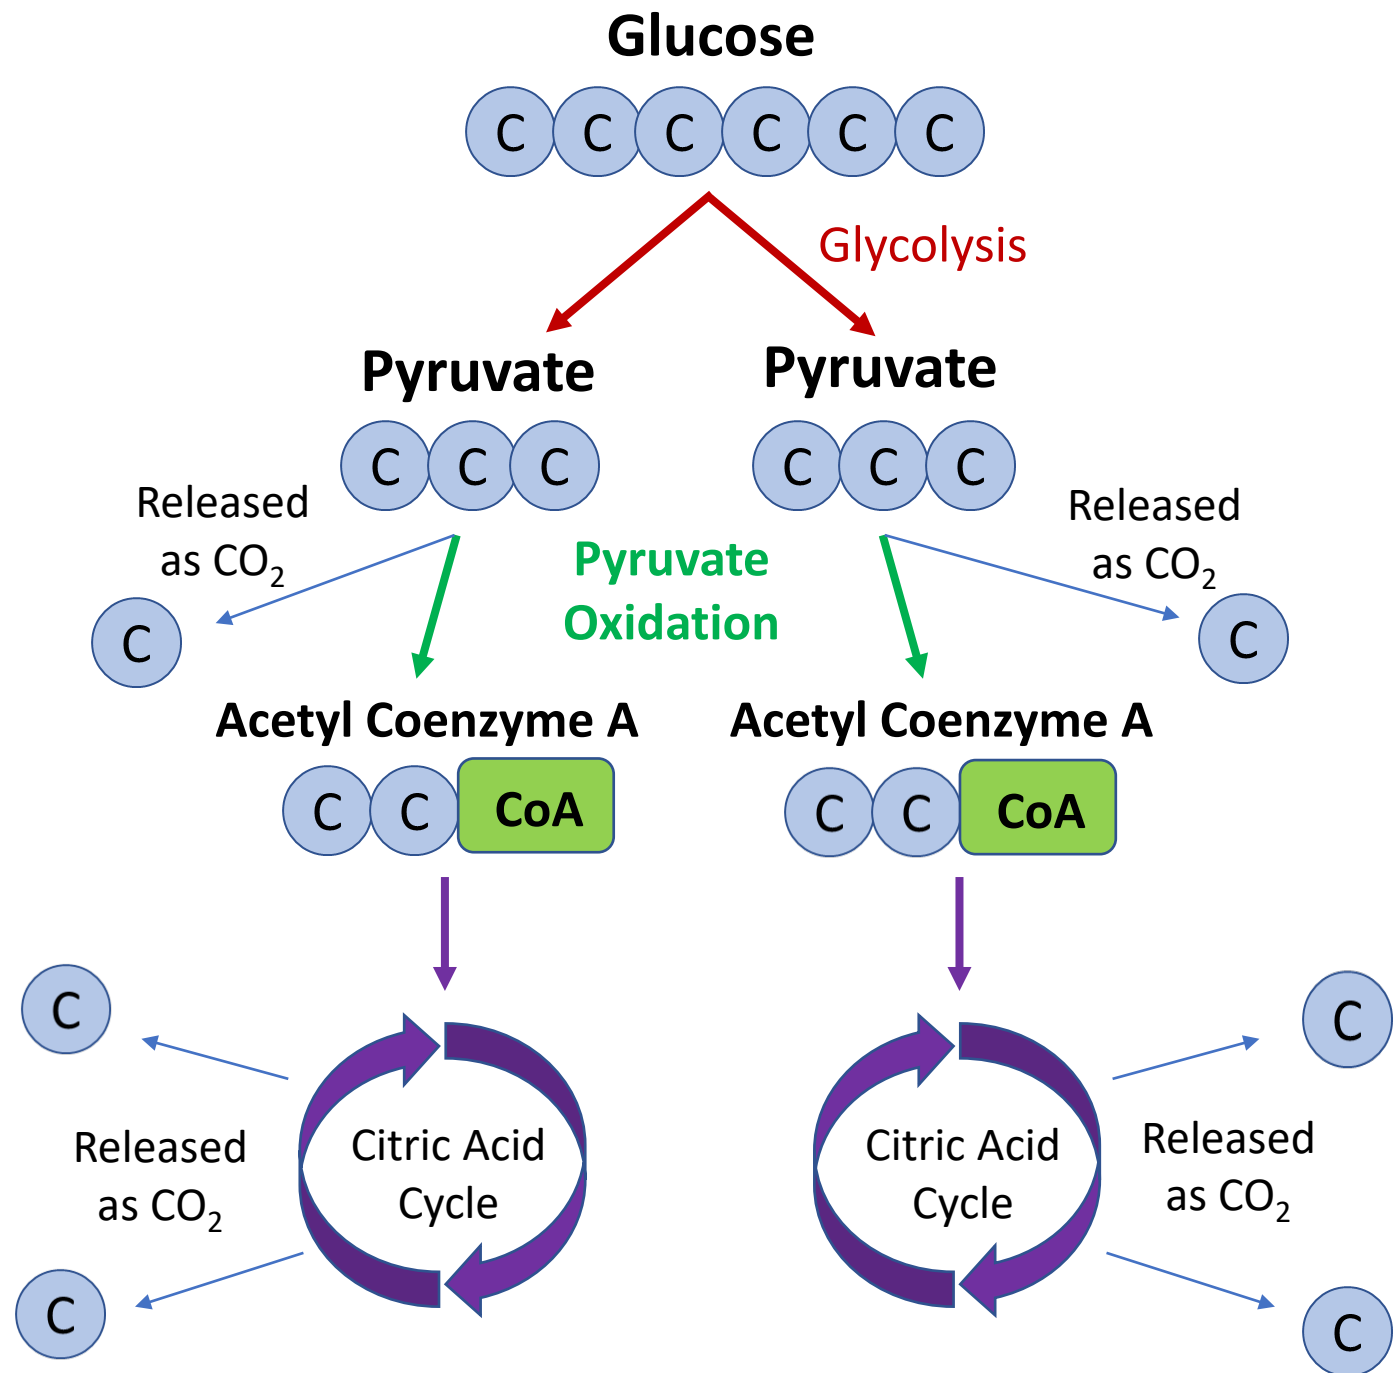 Glucose
C C C C C C
Glycolysis
Pyruvate
Pyruvate
C C C
C C C
Released
as CO₂
C
Pyruvate
Oxidation
Released
as CO₂
C
Acetyl Coenzyme A
Acetyl Coenzyme A
C C CoA
C C CoA
C
Released
as CO₂
C
Citric Acid
Cycle
Citric Acid
Cycle
C
Released
as CO₂
C